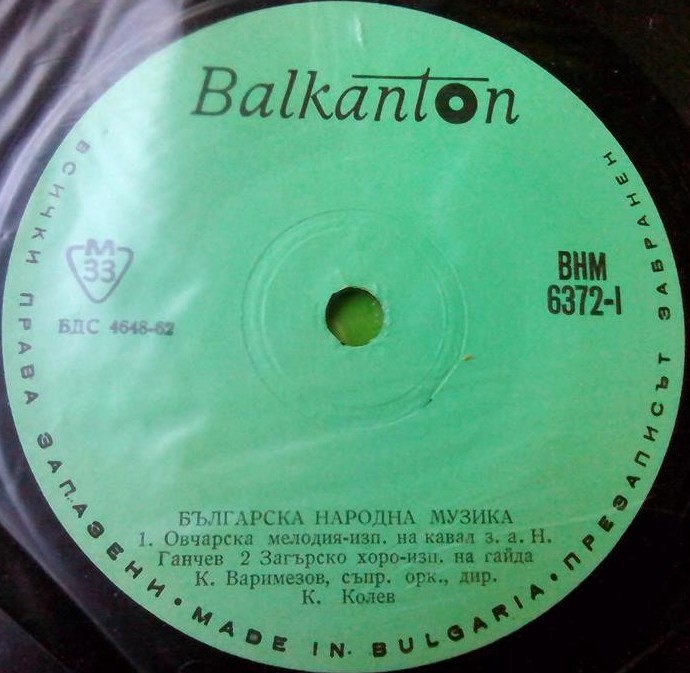 Balkanton
M
33
БДС 4648-62
ВНМ
6372-I
БЪЛГАРСКА НАРОДНА МУЗИКА
1. Овчарска мелодия-изп. на кавал з. а. Н.
Ганчев 2 Загърско хоро-изп. на гайда
К. Варимезов, съпр. орк., дир.
К. Колев
ВСИЧКИ ПРАВА ЗАПАЗЕНИ • MADE IN BULGARIA • ПРЕЗАПИСЪТ ЗАБРАНЕН